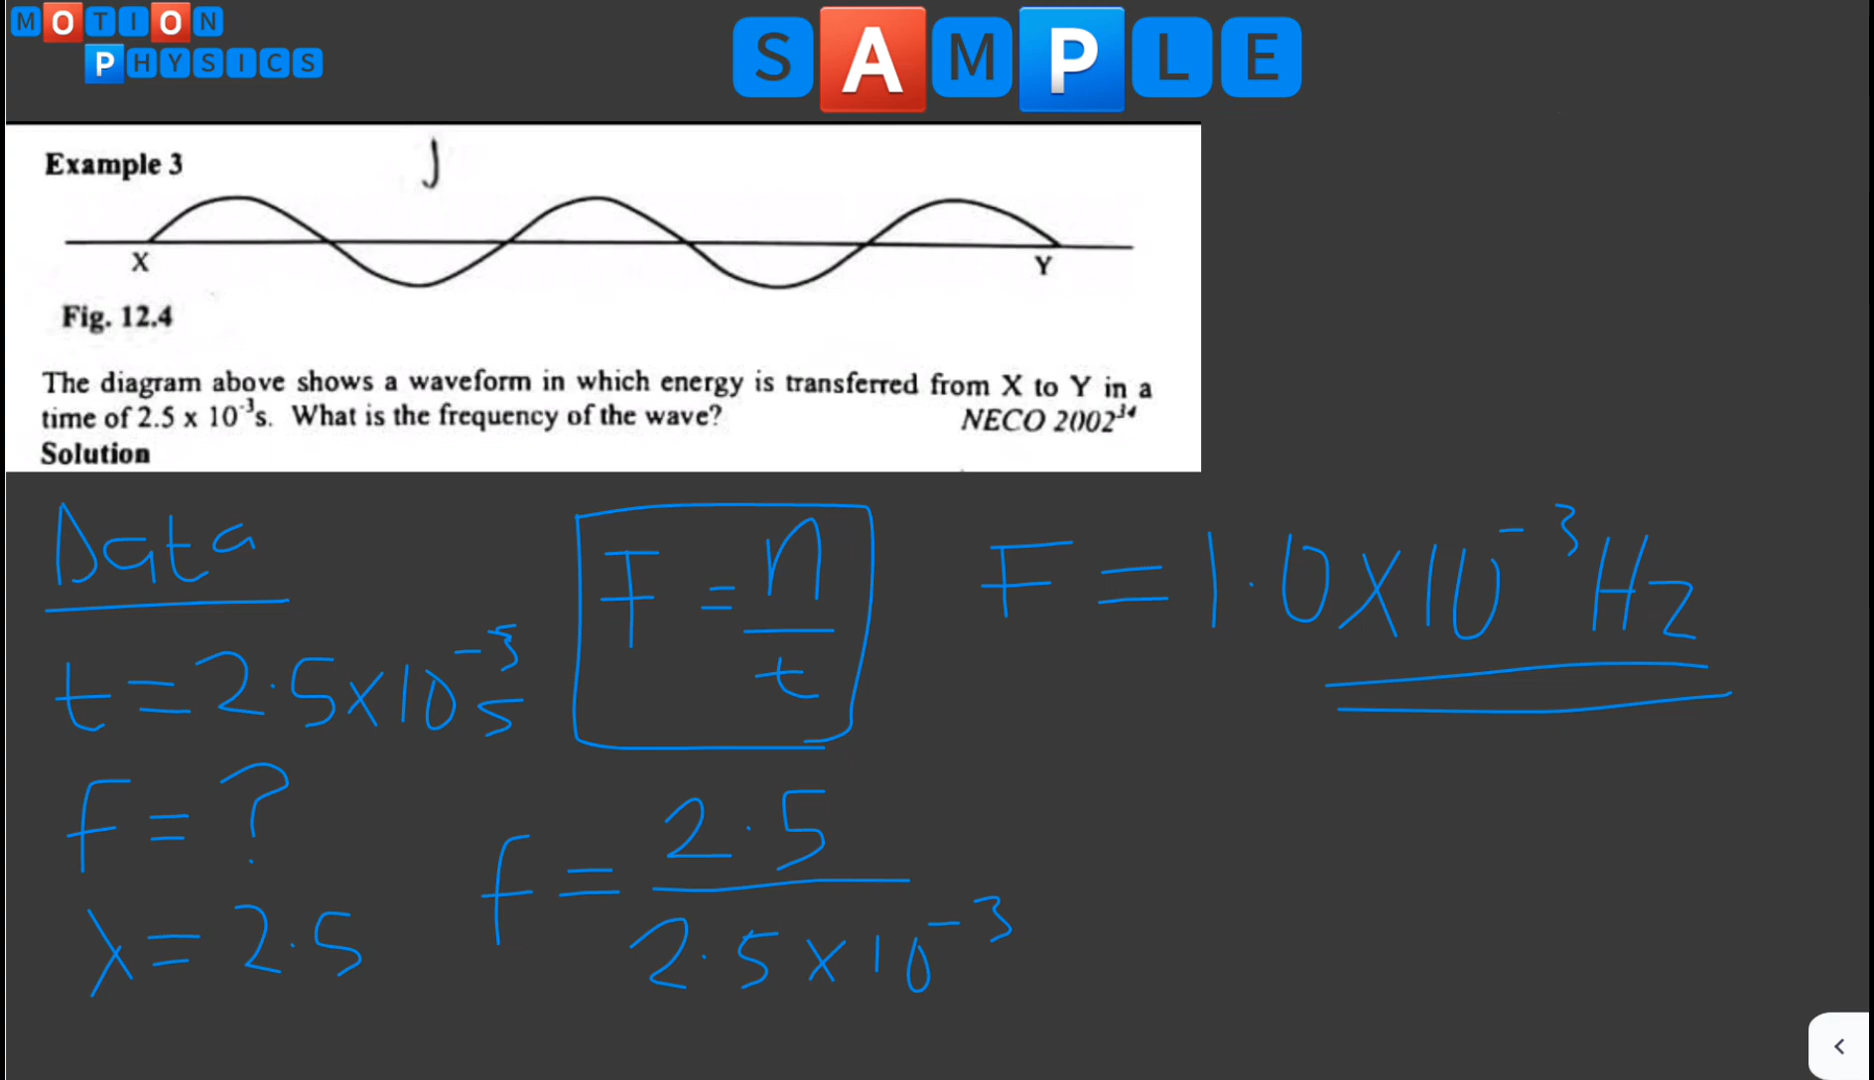 MOTION
PHYSICS
SAMPLE
Example 3
J
X
Y
Fig. 12.4
The diagram above shows a waveform in which energy is transferred from X to Y in a
time of 2.5 x 10⁻³s. What is the frequency of the wave?
NECO 2002³⁴
Solution
Data
t = 2.5x10⁻³s
f = ?
λ = 2.5
F = n/t
f = 2.5/2.5x10⁻³
F = 1.0x10⁻³Hz